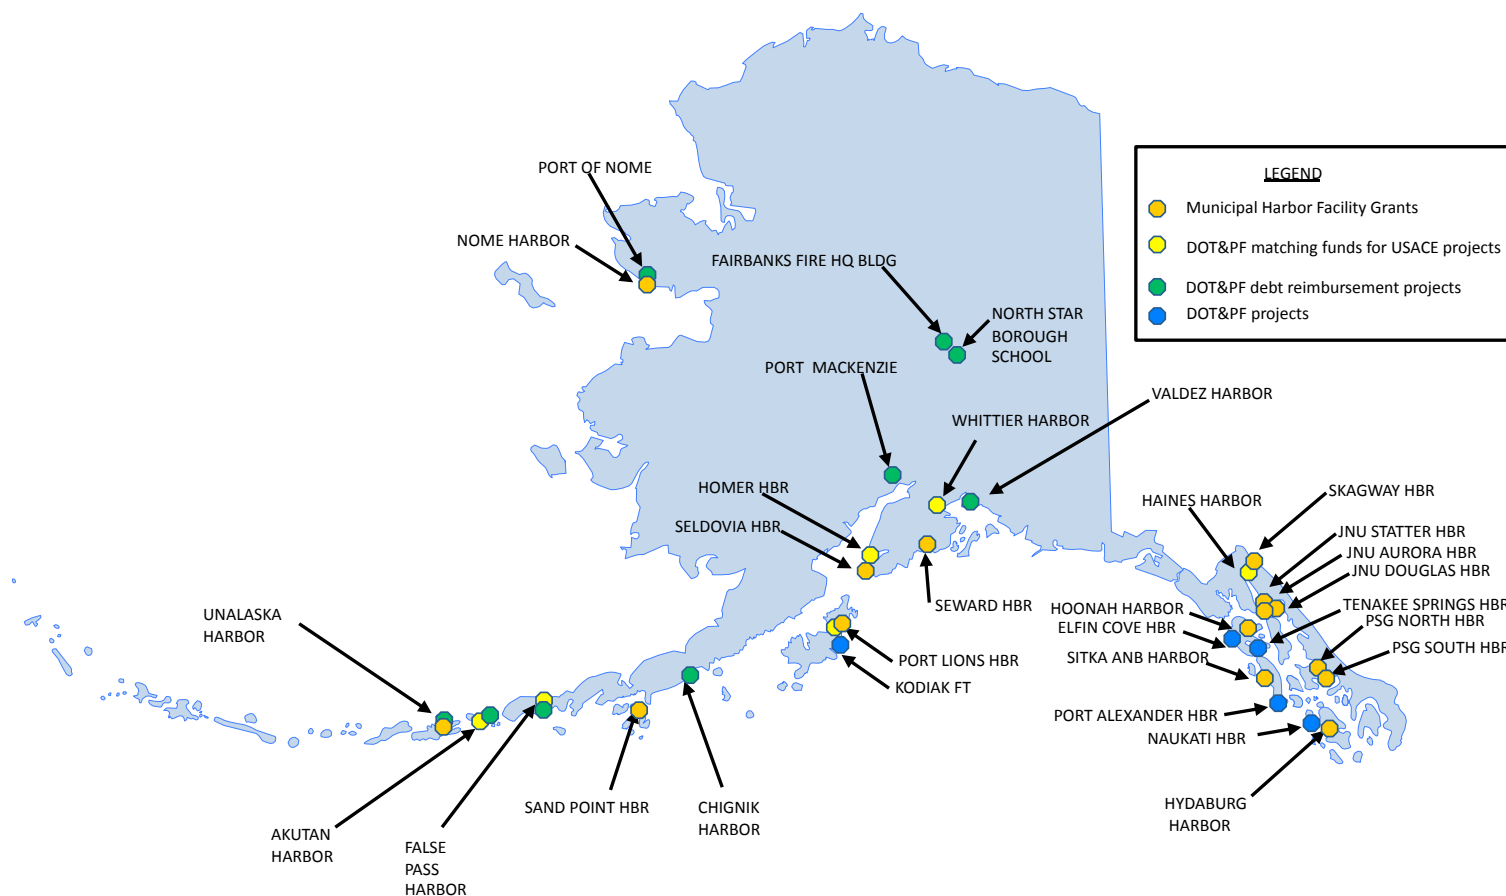 PORT OF NOME
NOME HARBOR
FAIRBANKS FIRE HQ BLDG
NORTH STAR
BOROUGH
SCHOOL
PORT MACKENZIE
VALDEZ HARBOR
WHITTIER HARBOR
HOMER HBR
SELDOVIA HBR
LEGEND
Municipal Harbor Facility Grants
DOT&PF matching funds for USACE projects
DOT&PF debt reimbursement projects
DOT&PF projects
SKAGWAY HBR
HAINES HARBOR
JNU STATTER HBR
JNU AURORA HBR
JNU DOUGLAS HBR
TENAKEE SPRINGS HBR
PSG NORTH HBR
PSG SOUTH HBR
HOONAH HARBOR
ELFIN COVE HBR
SITKA ANB HARBOR
PORT ALEXANDER HBR
NAUKATI HBR
HYDABURG
HARBOR
SEWARD HBR
PORT LIONS HBR
KODIAK FT
UNALASKA
HARBOR
AKUTAN
HARBOR
FALSE
PASS
HARBOR
SAND POINT HBR
CHIGNIK
HARBOR